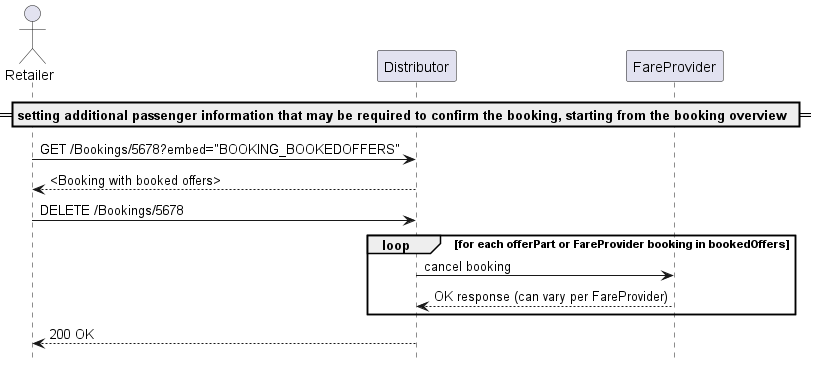 Retailer
Distributor
FareProvider
setting additional passenger information that may be required to confirm the booking, starting from the booking overview
GET /Bookings/5678?embed="BOOKING_BOOKEDOFFERS"
<Booking with booked offers>
DELETE /Bookings/5678
loop [for each offerPart or FareProvider booking in bookedOffers]
cancel booking
OK response (can vary per FareProvider)
200 OK